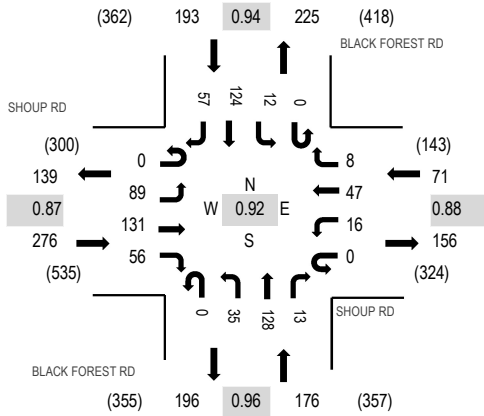 (362) 193 0.94 225 (418)
BLACK FOREST RD
SHOUP RD
57 124 12 0
(300)
139
0.87
276
(535)
0
89
131
56
N
W 0.92 E
S
8
47
16
0
(143)
71
0.88
156
(324)
0 35 128 13
SHOUP RD
BLACK FOREST RD
(355) 196 0.96 176 (357)